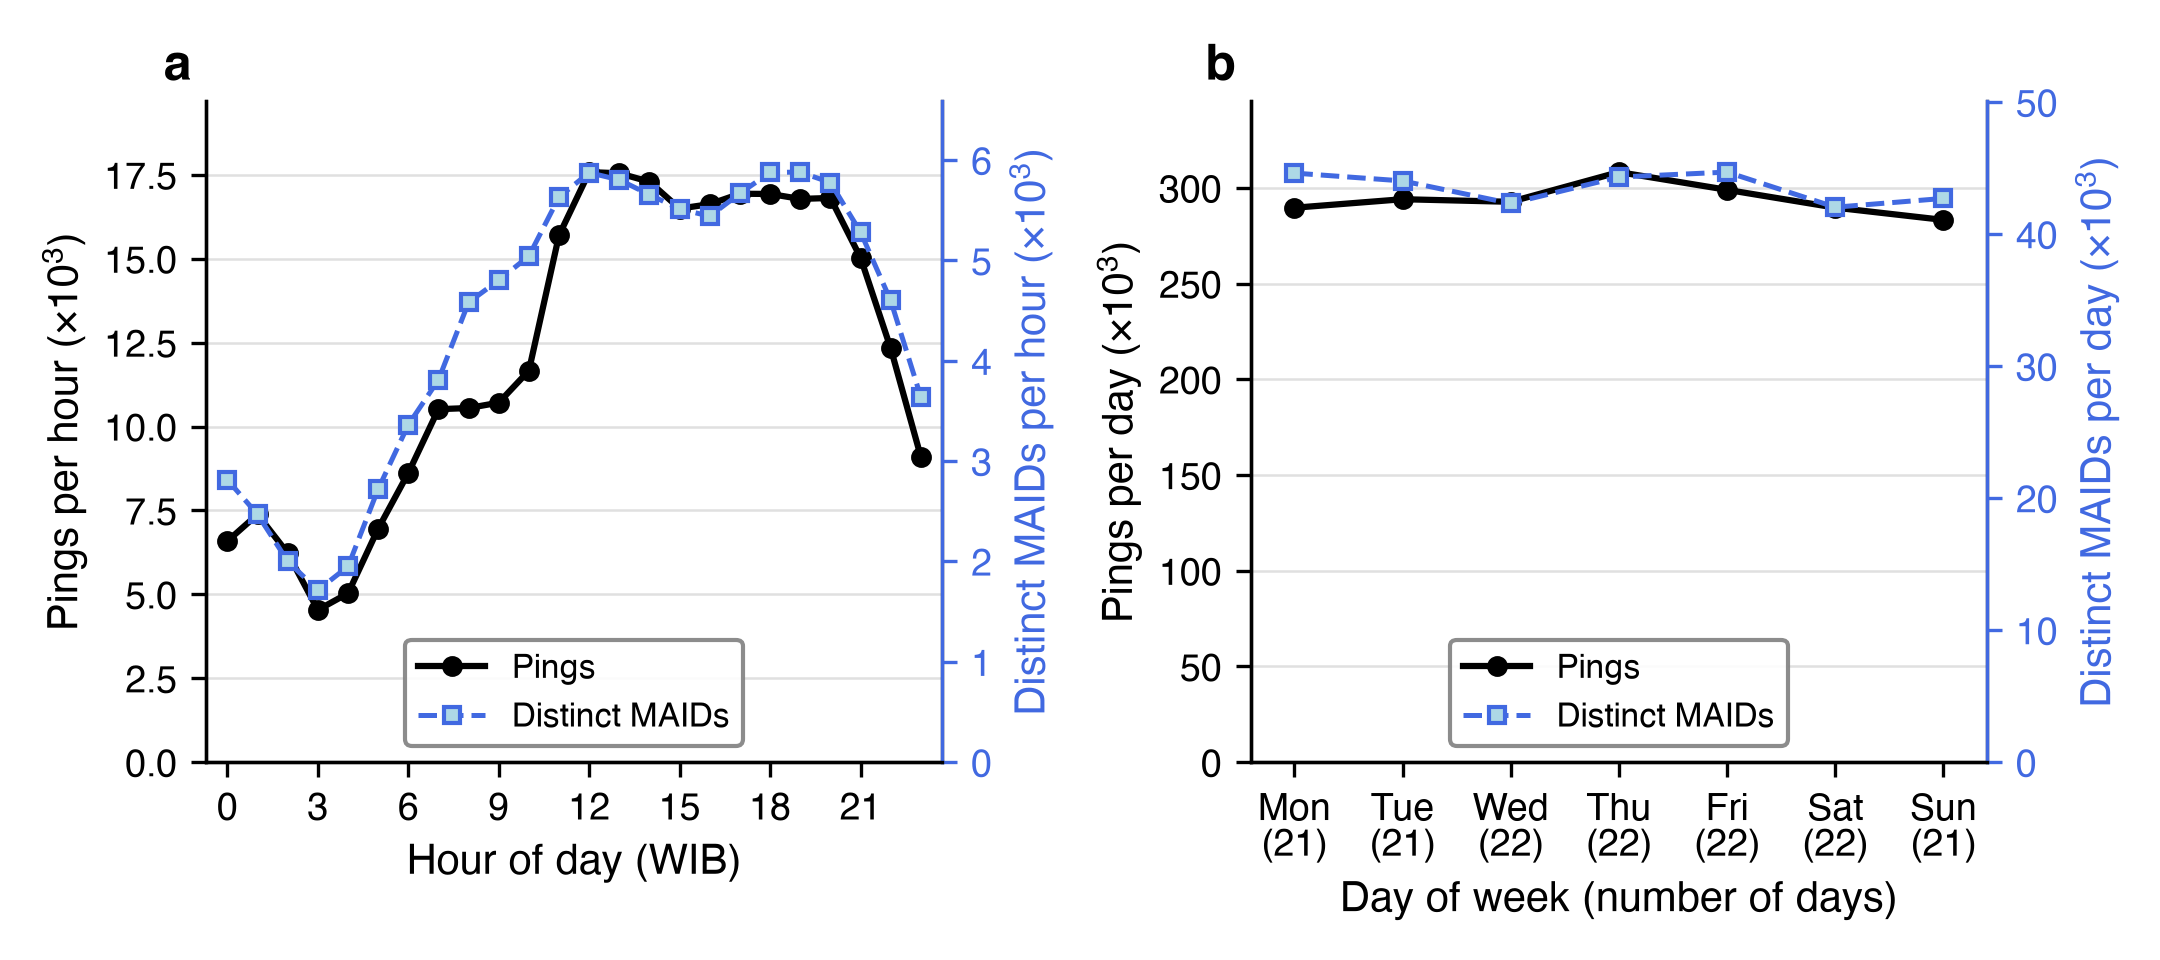 a
17.5
15.0
12.5
10.0
7.5
5.0
2.5
0.0
Pings per hour (×10³)
6
5
4
3
2
1
0
Distinct MAIDs per hour (×10³)
Pings
Distinct MAIDs
0 3 6 9 12 15 18 21
Hour of day (WIB)
b
300
250
200
150
100
50
0
Pings per day (×10³)
50
40
30
20
10
0
Distinct MAIDs per day (×10³)
Pings
Distinct MAIDs
Mon Tue Wed Thu Fri Sat Sun
(21) (21) (22) (22) (22) (22) (21)
Day of week (number of days)